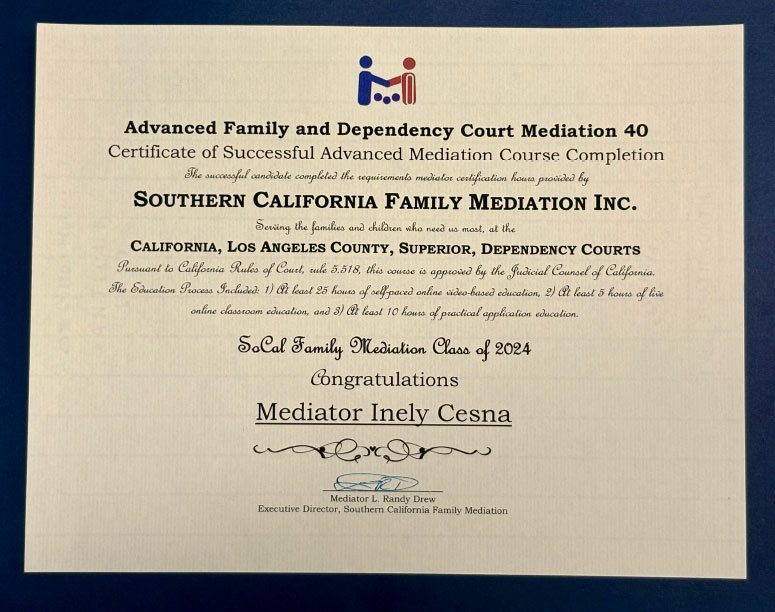 Advanced Family and Dependency Court Mediation 40
Certificate of Successful Advanced Mediation Course Completion
The successful candidate completed the requirements mediator certification hours provided by
SOUTHERN CALIFORNIA FAMILY MEDIATION INC.
Serving the families and children who need us most, at the
CALIFORNIA, LOS ANGELES COUNTY, SUPERIOR, DEPENDENCY COURTS
Pursuant to California Rules of Court, rule 5.518, this course is approved by the Judicial Counsel of California.
The Education Process Included: 1) At least 25 hours of self-paced online video-based education, 2) At least 5 hours of live
online classroom education, and 3) At least 10 hours of practical application education.
SoCal Family Mediation Class of 2024
Congratulations
Mediator Inely Cesna
Mediator L. Randy Drew
Executive Director, Southern California Family Mediation